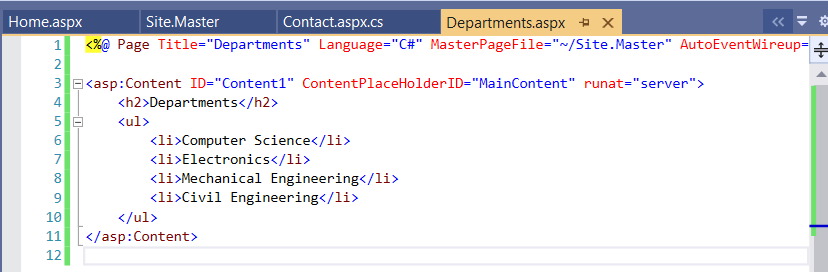 Home.aspx Site.Master Contact.aspx.cs Departments.aspx
1 <%@ Page Title="Departments" Language="C#" MasterPageFile="~/Site.Master" AutoEventWireup=
2
3 <asp:Content ID="Content1" ContentPlaceHolderID="MainContent" runat="server">
4 <h2>Departments</h2>
5 <ul>
6 <li>Computer Science</li>
7 <li>Electronics</li>
8 <li>Mechanical Engineering</li>
9 <li>Civil Engineering</li>
10 </ul>
11 </asp:Content>
12